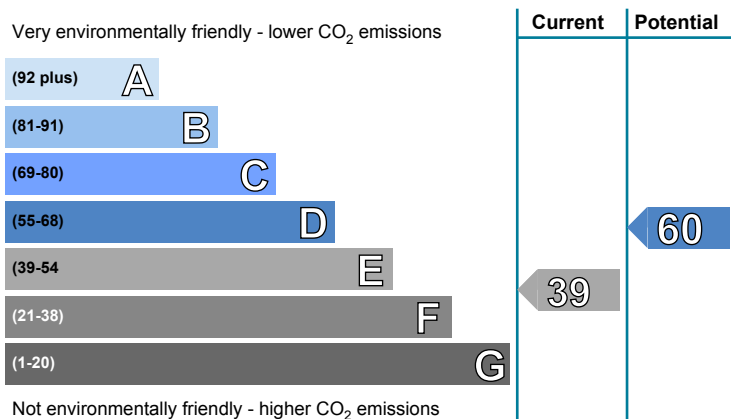 Very environmentally friendly - lower CO₂ emissions
Current
Potential
(92 plus) A
(81-91) B
(69-80) C
(55-68) D
60
(39-54 E
39
(21-38) F
(1-20) G
Not environmentally friendly - higher CO₂ emissions